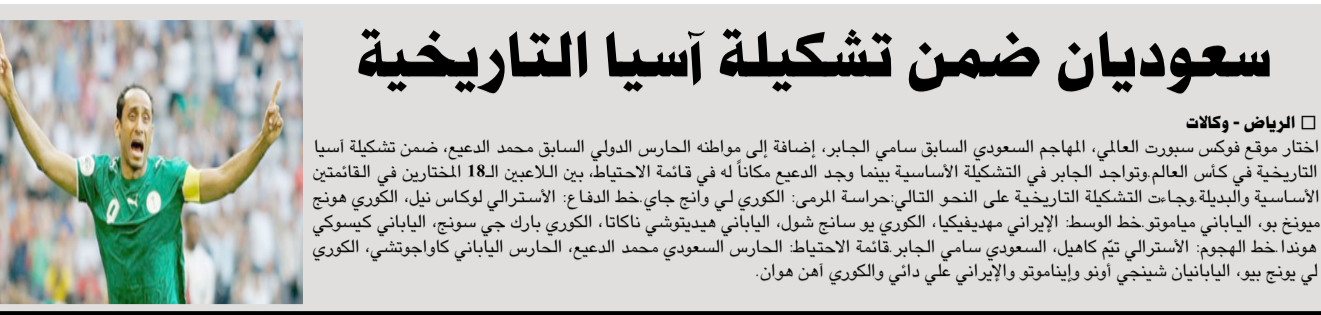 سعوديان ضمن تشكيلة آسيا التاريخية
□ الرياض - وكالات
اختار موقع فوكس سبورت العالمي، المهاجم السعودي السابق سامي الجابر، إضافة إلى مواطنه الحارس الدولي السابق محمد الدعيع، ضمن تشكيلة آسيا
التاريخية في كأس العالم.وتواجد الجابر في التشكيلة الأساسية بينما وجد الدعيع مكاناً له في قائمة الاحتياط، بين اللاعبين الـ18 المختارين في القائمتين
الأساسية والبديلة.وجاءت التشكيلة التاريخية على النحو التالي:حراسة المرمى: الكوري لي وانج جاي.خط الدفاع: الأسترالي لوكاس نيل، الكوري هونج
ميونخ بو، الياباني مياموتو.خط الوسط: الإيراني مهديفيكيا، الكوري يو سانج شول، الياباني هيديتوشي ناكاتا، الكوري بارك جي سونج، الياباني كيسوكي
هوندا.خط الهجوم: الأسترالي تيّم كاهيل، السعودي سامي الجابر.قائمة الاحتياط: الحارس السعودي محمد الدعيع، الحارس الياباني كاواجوتشي، الكوري
لي يونج بيو، اليابانيان شينجي أونو وإيناموتو والإيراني علي دائي والكوري آهن هوان.